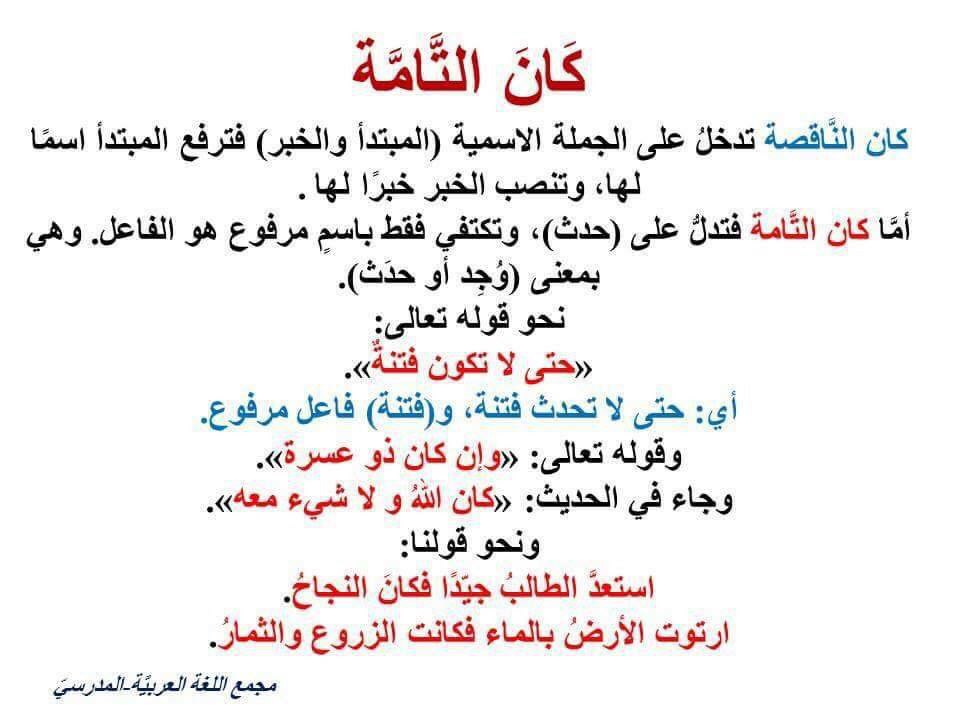 كَانَ التَّامَّة
كان النَّاقصة تدخلُ على الجملة الاسمية (المبتدأ والخبر) فترفع المبتدأ اسمًا
لها، وتنصب الخبر خبرًا لها .
أمَّا كان التَّامة فتدلُّ على (حدث)، وتكتفي فقط باسمٍ مرفوع هو الفاعل. وهي
بمعنى (وُجِد أو حدَث).
نحو قوله تعالى:
«حتى لا تكون فتنةٌ».
أي: حتى لا تحدث فتنة، و(فتنة) فاعل مرفوع.
وقوله تعالى: «وإن كان ذو عسرة».
وجاء في الحديث: «كان اللهُ و لا شيء معه».
ونحو قولنا:
استعدَّ الطالبُ جيّدًا فكانَ النجاحُ.
ارتوت الأرضُ بالماء فكانت الزروع والثمارُ.
مجمع اللغة العربيَّة-المدرسيّ